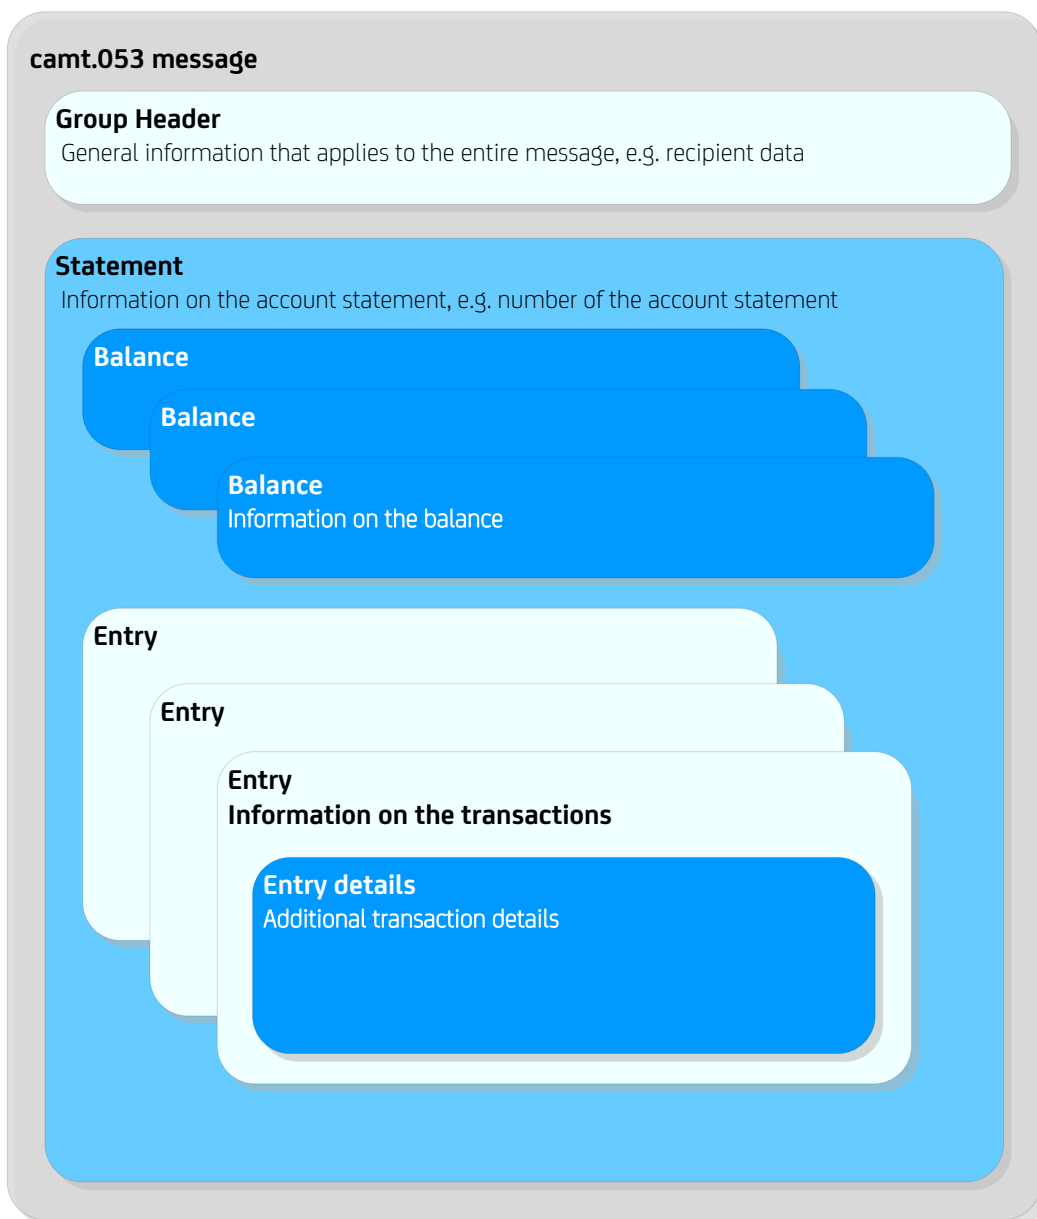 camt.053 message
Group Header
General information that applies to the entire message, e.g. recipient data
Statement
Information on the account statement, e.g. number of the account statement
Balance
Balance
Balance
Information on the balance
Entry
Entry
Entry
Information on the transactions
Entry details
Additional transaction details